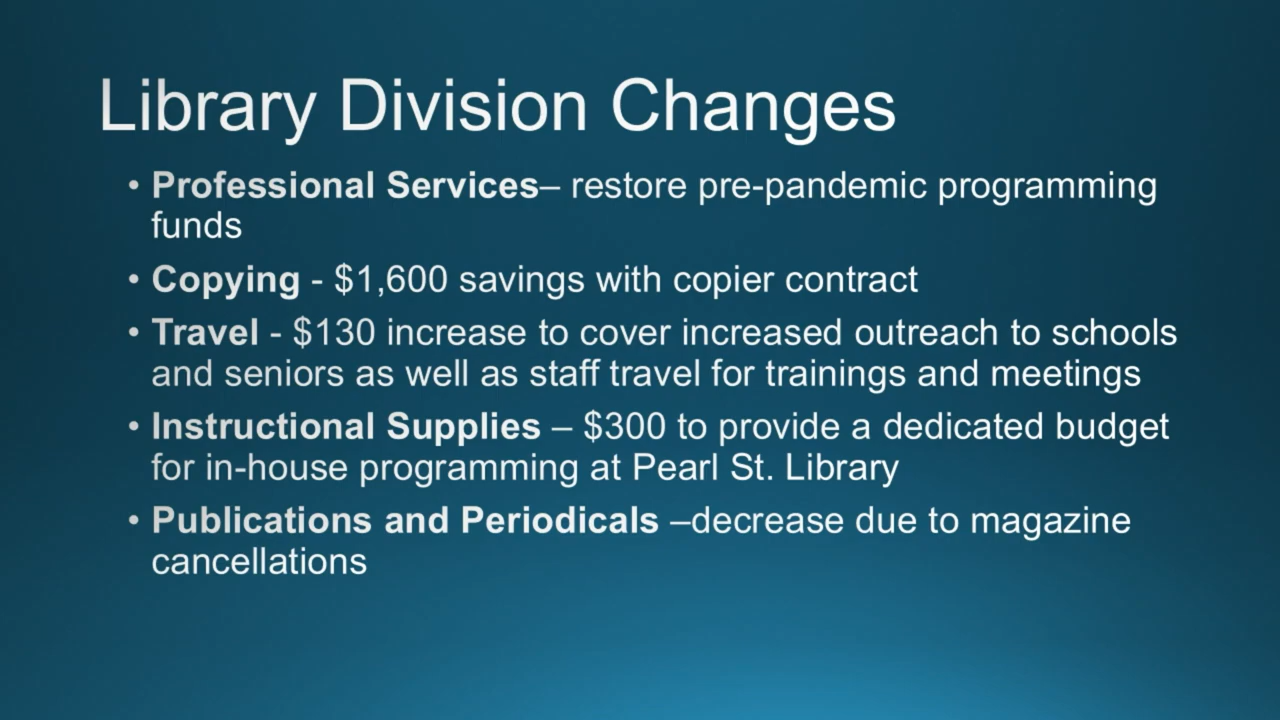 Library Division Changes
• Professional Services– restore pre-pandemic programming
funds
• Copying - $1,600 savings with copier contract
• Travel - $130 increase to cover increased outreach to schools
and seniors as well as staff travel for trainings and meetings
• Instructional Supplies – $300 to provide a dedicated budget
for in-house programming at Pearl St. Library
• Publications and Periodicals –decrease due to magazine
cancellations